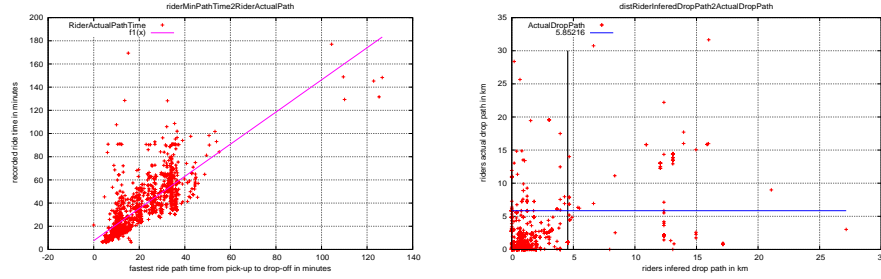 riderMinPathTime2RiderActualPath
200
180
160
140
120
100
80
60
40
20
0
-20 0 20 40 60 80 100 120 140
recorded ride time in minutes
fastest ride path time from pick-up to drop-off in minutes
RiderActualPathTime
f1(x)
distRiderInferedDropPath2ActualDropPath
35
30
25
20
15
10
5
0
0 5 10 15 20 25
riders actual drop path in km
riders infered drop path in km
ActualDropPath
5.85216